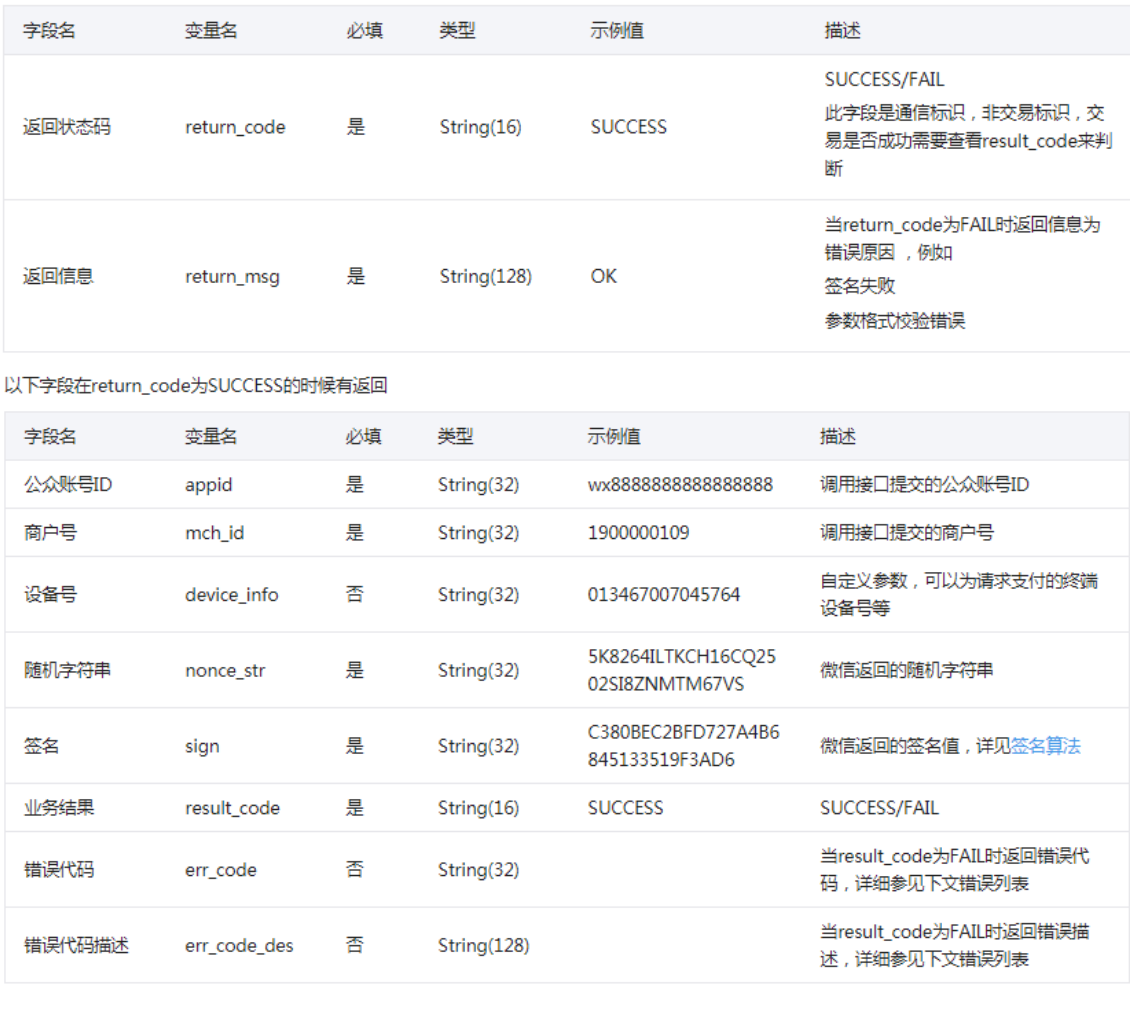 字段名 变量名 必填 类型 示例值 描述
SUCCESS/FAIL
此字段是通信标识，非交易标识，交
返回状态码 return_code 是 String(16) SUCCESS
易是否成功需要查看result_code来判
断
当return_code为FAIL时返回信息为
错误原因 ，例如
返回信息 return_msg 是 String(128) OK
签名失败
参数格式校验错误
以下字段在return_code为SUCCESS的时候有返回
字段名 变量名 必填 类型 示例值 描述
公众账号ID appid 是 String(32) wx8888888888888888 调用接口提交的公众账号ID
商户号 mch_id 是 String(32) 1900000109 调用接口提交的商户号
设备号 device_info 否 String(32) 013467007045764 自定义参数，可以为请求支付的终端
设备号等
随机字符串 nonce_str 是 String(32) 5K8264ILTKCH16CQ25 微信返回的随机字符串
02SI8ZNMTM67VS
签名 sign 是 String(32) C380BEC2BFD727A4B6 微信返回的签名值，详见签名算法
845133519F3AD6
业务结果 result_code 是 String(16) SUCCESS SUCCESS/FAIL
错误代码 err_code 否 String(32) 当result_code为FAIL时返回错误代
码，详细参见下文错误列表
错误代码描述 err_code_des 否 String(128) 当result_code为FAIL时返回错误描
述，详细参见下文错误列表